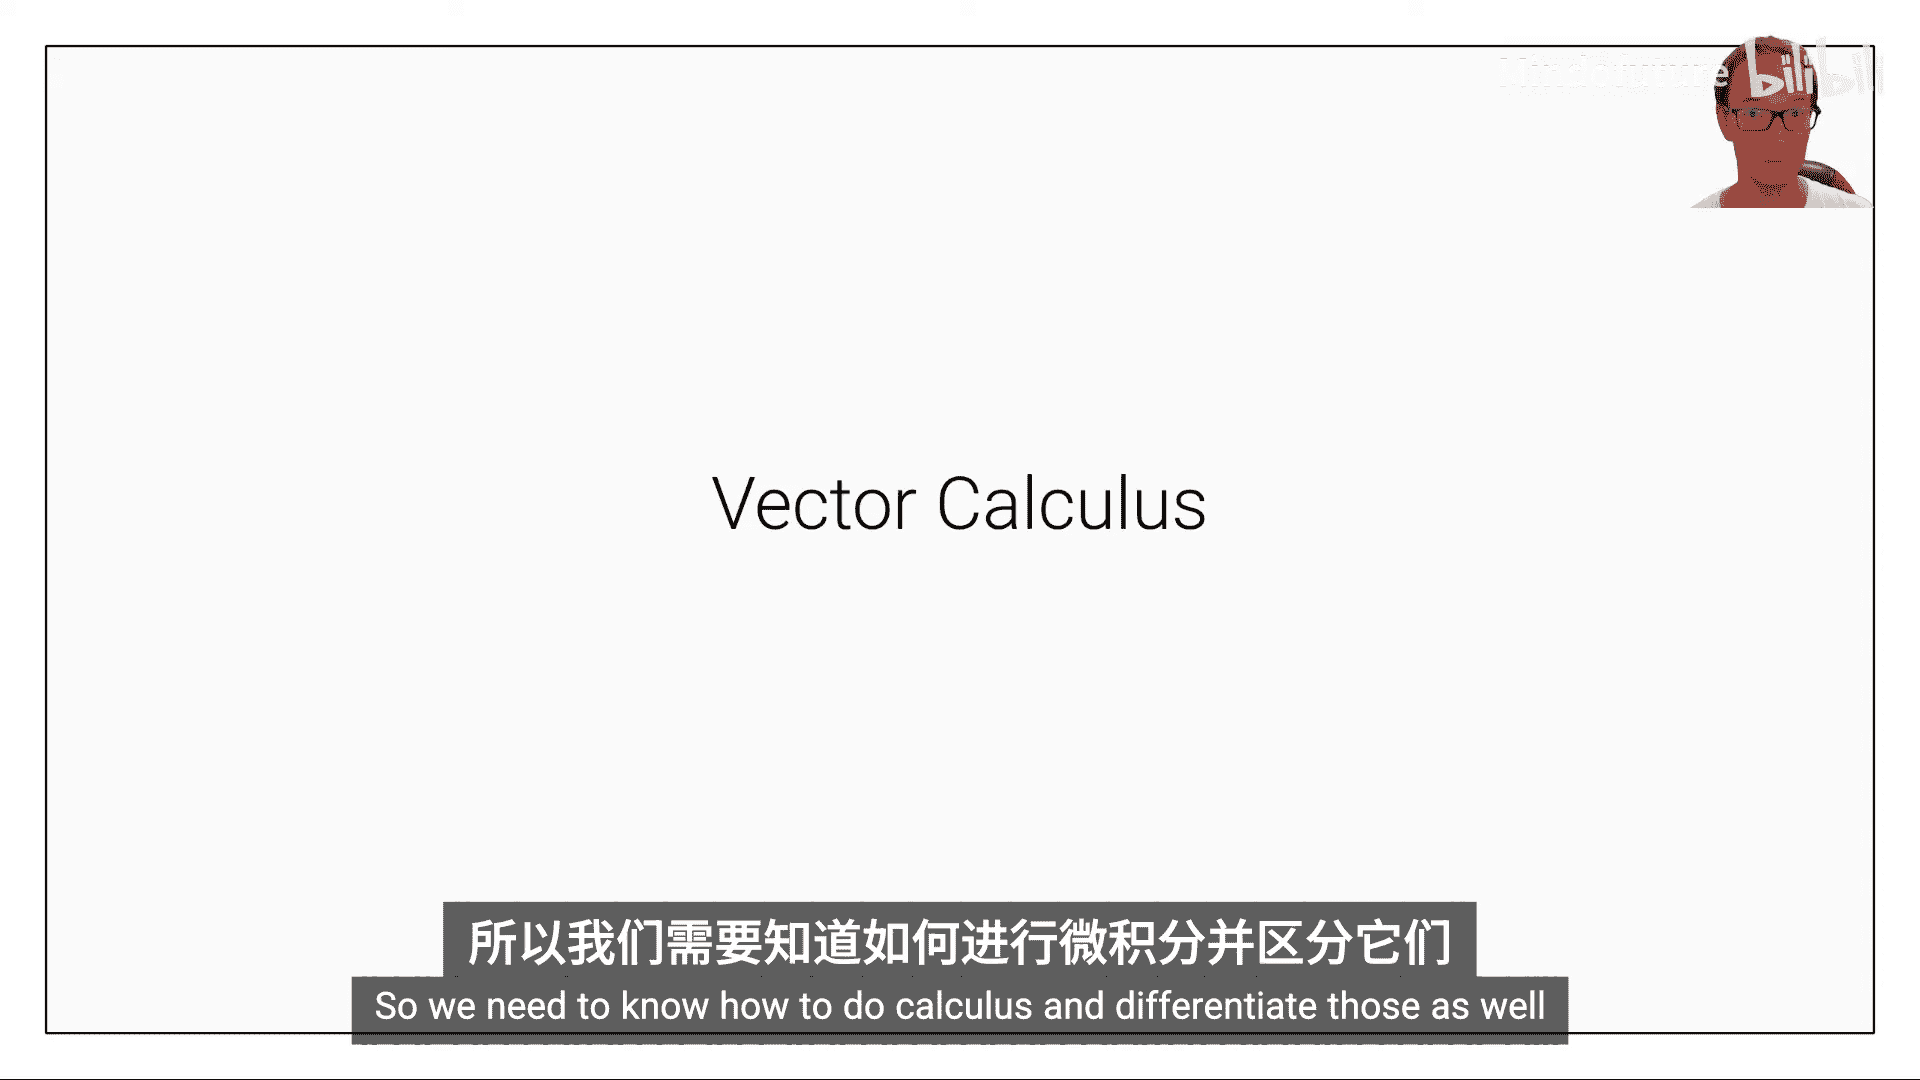 bilibili
Vector Calculus
所以我们需要知道如何进行微积分并区分它们
So we need to know how to do calculus and differentiate those as well